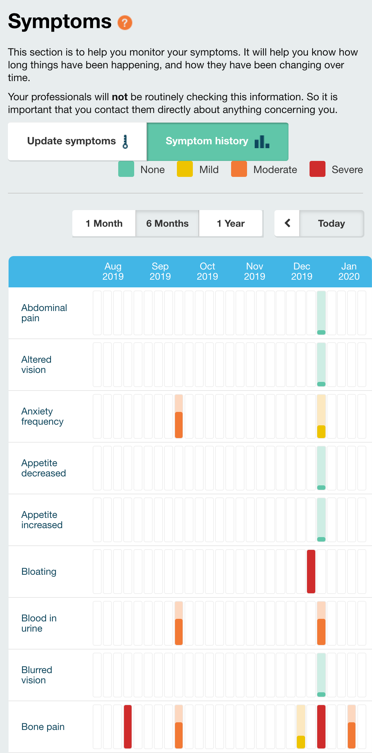 Symptoms ?
This section is to help you monitor your symptoms. It will help you know how
long things have been happening, and how they have been changing over
time.
Your professionals will not be routinely checking this information. So it is
important that you contact them directly about anything concerning you.
Update symptoms
Symptom history
None
Mild
Moderate
Severe
1 Month
6 Months
1 Year
Today
Aug
2019
Sep
2019
Oct
2019
Nov
2019
Dec
2019
Jan
2020
Abdominal
pain
Altered
vision
Anxiety
frequency
Appetite
decreased
Appetite
increased
Bloating
Blood in
urine
Blurred
vision
Bone pain